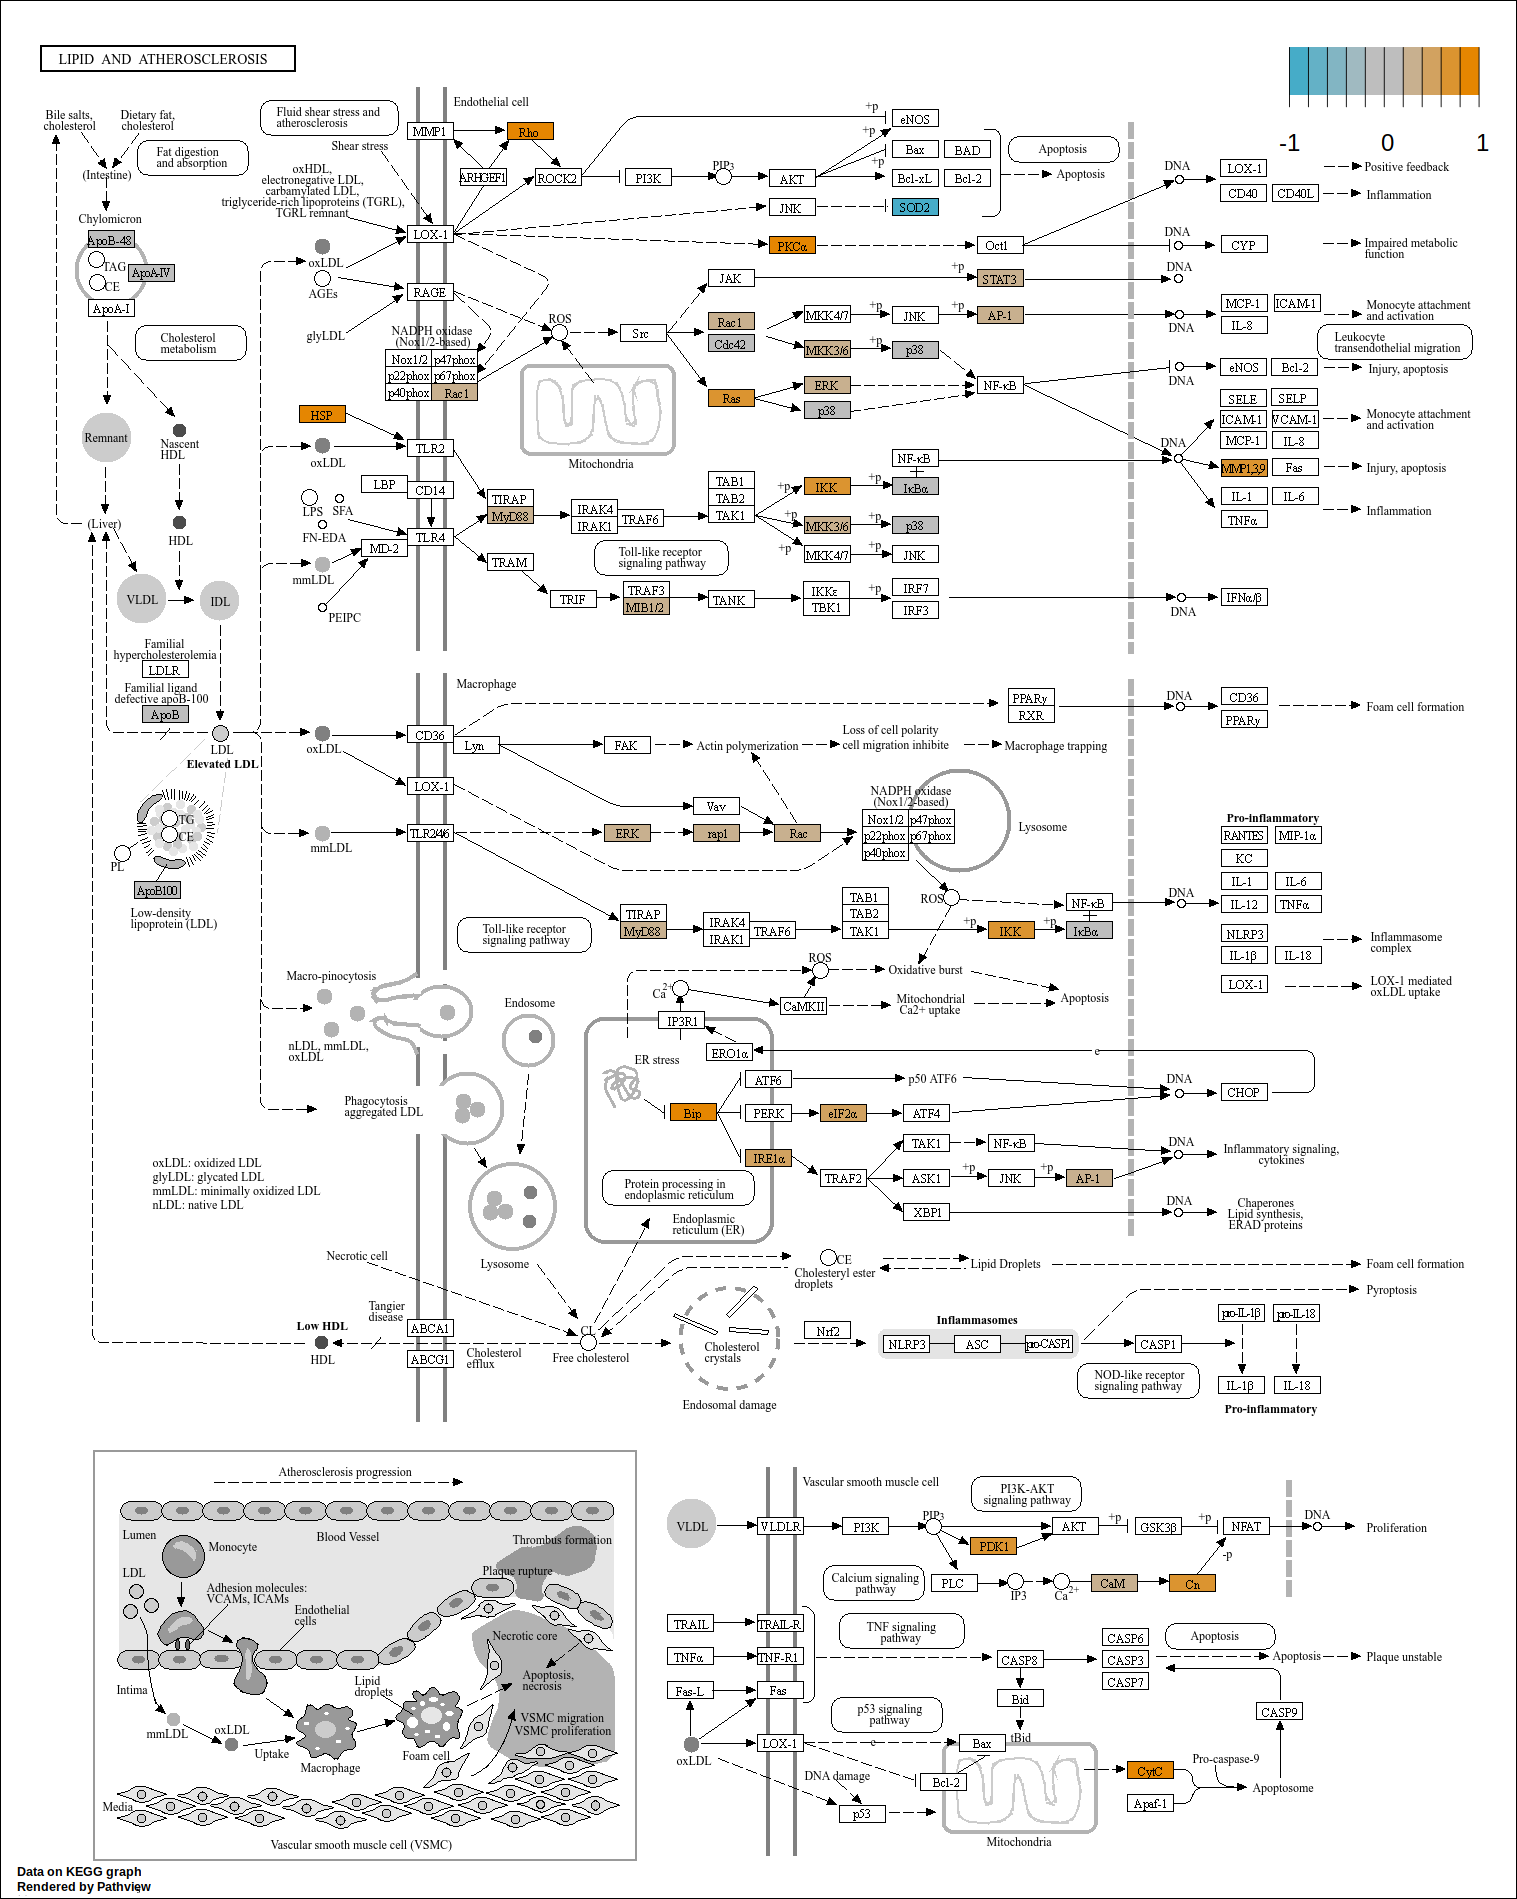 LIPID AND ATHEROSCLEROSIS
-1
0
1
Bile salts,
cholesterol
Dietary fat,
cholesterol
Fat digestion
and absorption
(Intestine)
Chylomicron
ApoB-48
TAG
ApoA-IV
CE
ApoA-I
Cholesterol
metabolism
Remnant
Nascent
HDL
(Liver)
HDL
VLDL
IDL
Familial
hypercholesterolemia
LDLR
Familial ligand
defective apoB-100
ApoB
LDL
Elevated LDL
TG
CE
PL
ApoB100
Low-density
lipoprotein (LDL)
Fluid shear stress and
atherosclerosis
Shear stress
oxHDL,
electronegative LDL,
carbamylated LDL,
triglyceride-rich lipoproteins (TGRL),
TGRL remnant
oxLDL
AGEs
glyLDL
HSP
oxLDL
LBP
LPS
SFA
FN-EDA
MD-2
mmLDL
PEIPC
Endothelial cell
MMP1
Rho
ARHGEF1
ROCK2
PI3K
PIP3
AKT
+p
+p
+p
eNOS
Bax
BAD
Bcl-xL
Bcl-2
Apoptosis
Apoptosis
LOX-1
JNK
SOD2
PKCα
Oct1
RAGE
NADPH oxidase
(Nox1/2-based)
Nox1/2
p47phox
p22phox
p67phox
p40phox
Rac1
ROS
Src
Mitochondria
JAK
+p
STAT3
Rac1
Cdc42
MKK4/7
+p
JNK
+p
AP-1
MKK3/6
+p
p38
Ras
ERK
p38
NF-κB
TLR2
CD14
TLR4
TIRAP
MyD88
TRAM
TRIF
IRAK4
IRAK1
TRAF6
Toll-like receptor
signaling pathway
TRAF3
MIB1/2
TANK
TAB1
TAB2
TAK1
+p
+p
+p
IKK
+p
NF-κB
IκBα
MKK3/6
+p
p38
MKK4/7
+p
JNK
IKKε
TBK1
+p
IRF7
IRF3
DNA
LOX-1
CD40
CD40L
Positive feedback
Inflammation
DNA
CYP
Impaired metabolic
function
DNA
DNA
MCP-1
ICAM-1
IL-8
Monocyte attachment
and activation
Leukocyte
transendothelial migration
DNA
eNOS
Bcl-2
Injury, apoptosis
DNA
SELE
SELP
ICAM-1
VCAM-1
MCP-1
IL-8
Monocyte attachment
and activation
MMP1,3,9
Fas
Injury, apoptosis
IL-1
IL-6
TNFα
Inflammation
DNA
IFNα/β
Macrophage
oxLDL
CD36
Lyn
FAK
Actin polymerization
Loss of cell polarity
cell migration inhibite
Macrophage trapping
PPARγ
RXR
DNA
CD36
PPARγ
Foam cell formation
LOX-1
mmLDL
TLR2/4/6
Vav
ERK
rap1
Rac
NADPH oxidase
(Nox1/2-based)
Nox1/2
p47phox
p22phox
p67phox
p40phox
Lysosome
ROS
Toll-like receptor
signaling pathway
TIRAP
MyD88
IRAK4
IRAK1
TRAF6
TAB1
TAB2
TAK1
+p
IKK
+p
NF-κB
IκBα
DNA
Pro-inflammatory
RANTES
MIP-1α
KC
IL-1
IL-6
IL-12
TNFα
NLRP3
IL-1β
IL-18
Inflammasome
complex
LOX-1
LOX-1 mediated
oxLDL uptake
Macro-pinocytosis
nLDL, mmLDL,
oxLDL
Endosome
ROS
Oxidative burst
Ca2+
CaMKII
Mitochondrial
Ca2+ uptake
Apoptosis
IP3R1
ERO1α
e
ER stress
Phagocytosis
aggregated LDL
ATF6
p50 ATF6
DNA
CHOP
Bip
PERK
eIF2α
ATF4
IRE1α
TAK1
NF-κB
TRAF2
ASK1
+p
JNK
+p
AP-1
XBP1
DNA
Inflammatory signaling,
cytokines
DNA
Chaperones
Lipid synthesis,
ERAD proteins
Protein processing in
endoplasmic reticulum
Endoplasmic
reticulum (ER)
oxLDL: oxidized LDL
glyLDL: glycated LDL
mmLDL: minimally oxidized LDL
nLDL: native LDL
Lysosome
Necrotic cell
Tangier
disease
Low HDL
HDL
ABCA1
ABCG1
Cholesterol
efflux
CL
Free cholesterol
CE
Cholesteryl ester
droplets
Lipid Droplets
Foam cell formation
Cholesterol
crystals
Endosomal damage
Nrf2
Inflammasomes
NLRP3
ASC
pro-CASP1
CASP1
Pyroptosis
NOD-like receptor
signaling pathway
pro-IL-1β
pro-IL-18
IL-1β
IL-18
Pro-inflammatory
Atherosclerosis progression
Lumen
Monocyte
Blood Vessel
Thrombus formation
LDL
Plaque rupture
Adhesion molecules:
VCAMs, ICAMs
Endothelial
cells
Necrotic core
Intima
Lipid
droplets
Apoptosis,
necrosis
mmLDL
oxLDL
VSMC migration
VSMC proliferation
Uptake
Macrophage
Foam cell
Media
Vascular smooth muscle cell (VSMC)
Vascular smooth muscle cell
PI3K-AKT
signaling pathway
VLDL
VLDLR
PI3K
PIP3
AKT
+p
GSK3β
+p
NFAT
DNA
Proliferation
PDK1
-p
Calcium signaling
pathway
PLC
IP3
Ca2+
CaM
Cn
TRAIL
TRAIL-R
TNF signaling
pathway
TNFα
TNF-R1
Fas-L
Fas
CASP8
CASP6
CASP3
CASP7
Apoptosis
Apoptosis
Plaque unstable
Bid
tBid
p53 signaling
pathway
CASP9
oxLDL
LOX-1
e
Bax
Bcl-2
DNA damage
p53
Mitochondria
CytC
Pro-caspase-9
Apaf-1
Apoptosome
Data on KEGG graph
Rendered by Pathview